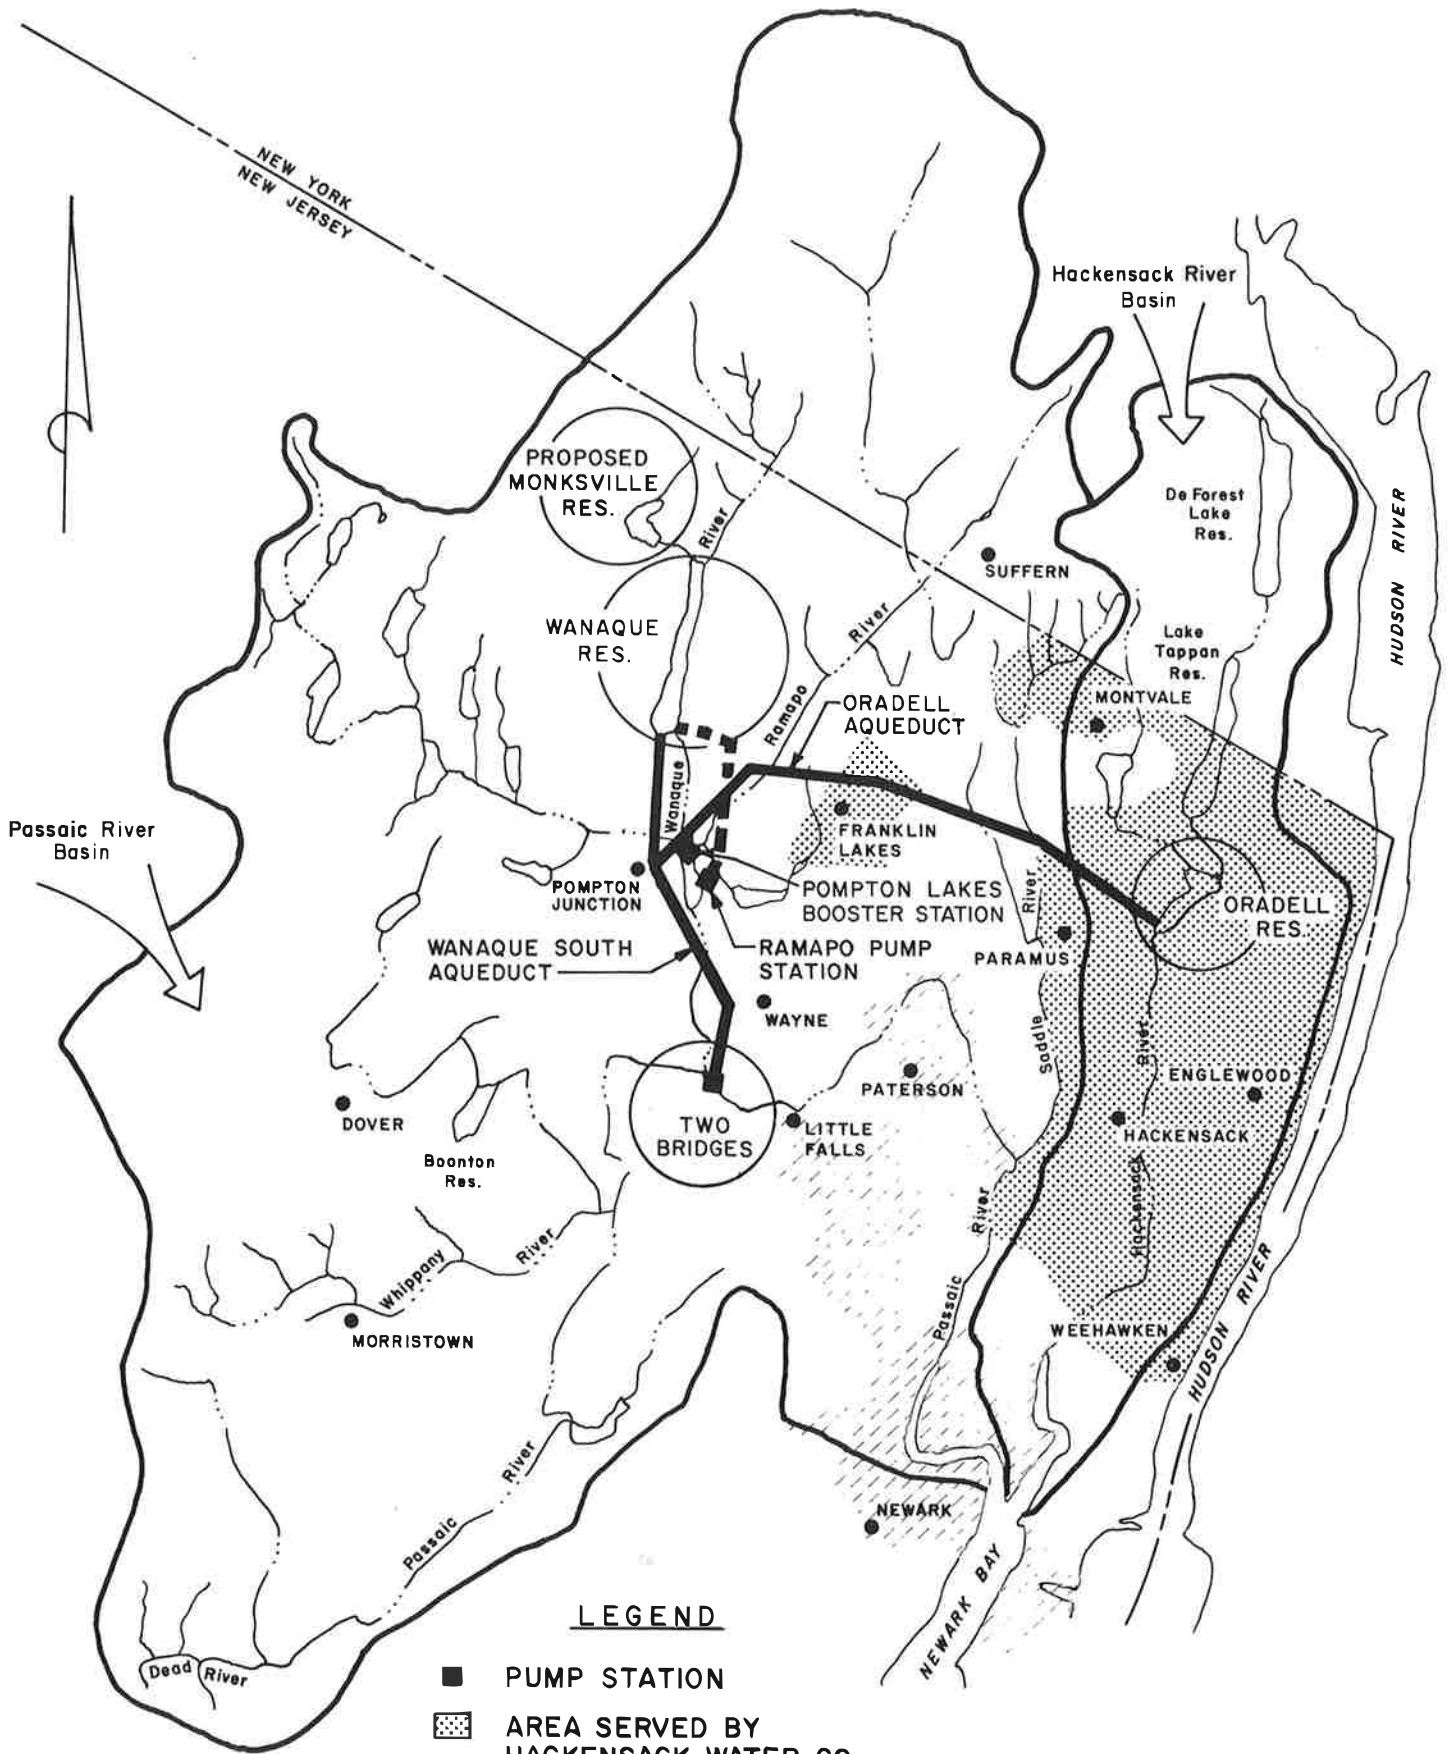 NEW YORK
NEW JERSEY
Hackensack River
Basin
PROPOSED
MONKSVILLE
RES.
De Forest
Lake
Res.
HUDSON RIVER
River
SUFFERN
WANAQUE
RES.
River
Lake
Tappan
Res.
MONTVALE
Ramapo
ORADELL
AQUEDUCT
Wanaque
Passaic River
Basin
FRANKLIN
LAKES
POMPTON
JUNCTION
POMPTON LAKES
BOOSTER STATION
River
ORADELL
RES.
WANAQUE SOUTH
AQUEDUCT
RAMAPO PUMP
STATION
PARAMUS
WAYNE
Saddle
River
PATERSON
ENGLEWOOD
DOVER
TWO
BRIDGES
LITTLE
FALLS
HACKENSACK
Boonton
Res.
Hackensack
River
River
Whippany
Passaic
MORRISTOWN
WEEHAWKEN
HUDSON RIVER
River
Passaic
NEWARK
NEWARK BAY
Dead River
LEGEND
PUMP STATION
AREA SERVED BY
HACKENSACK WATER CO.